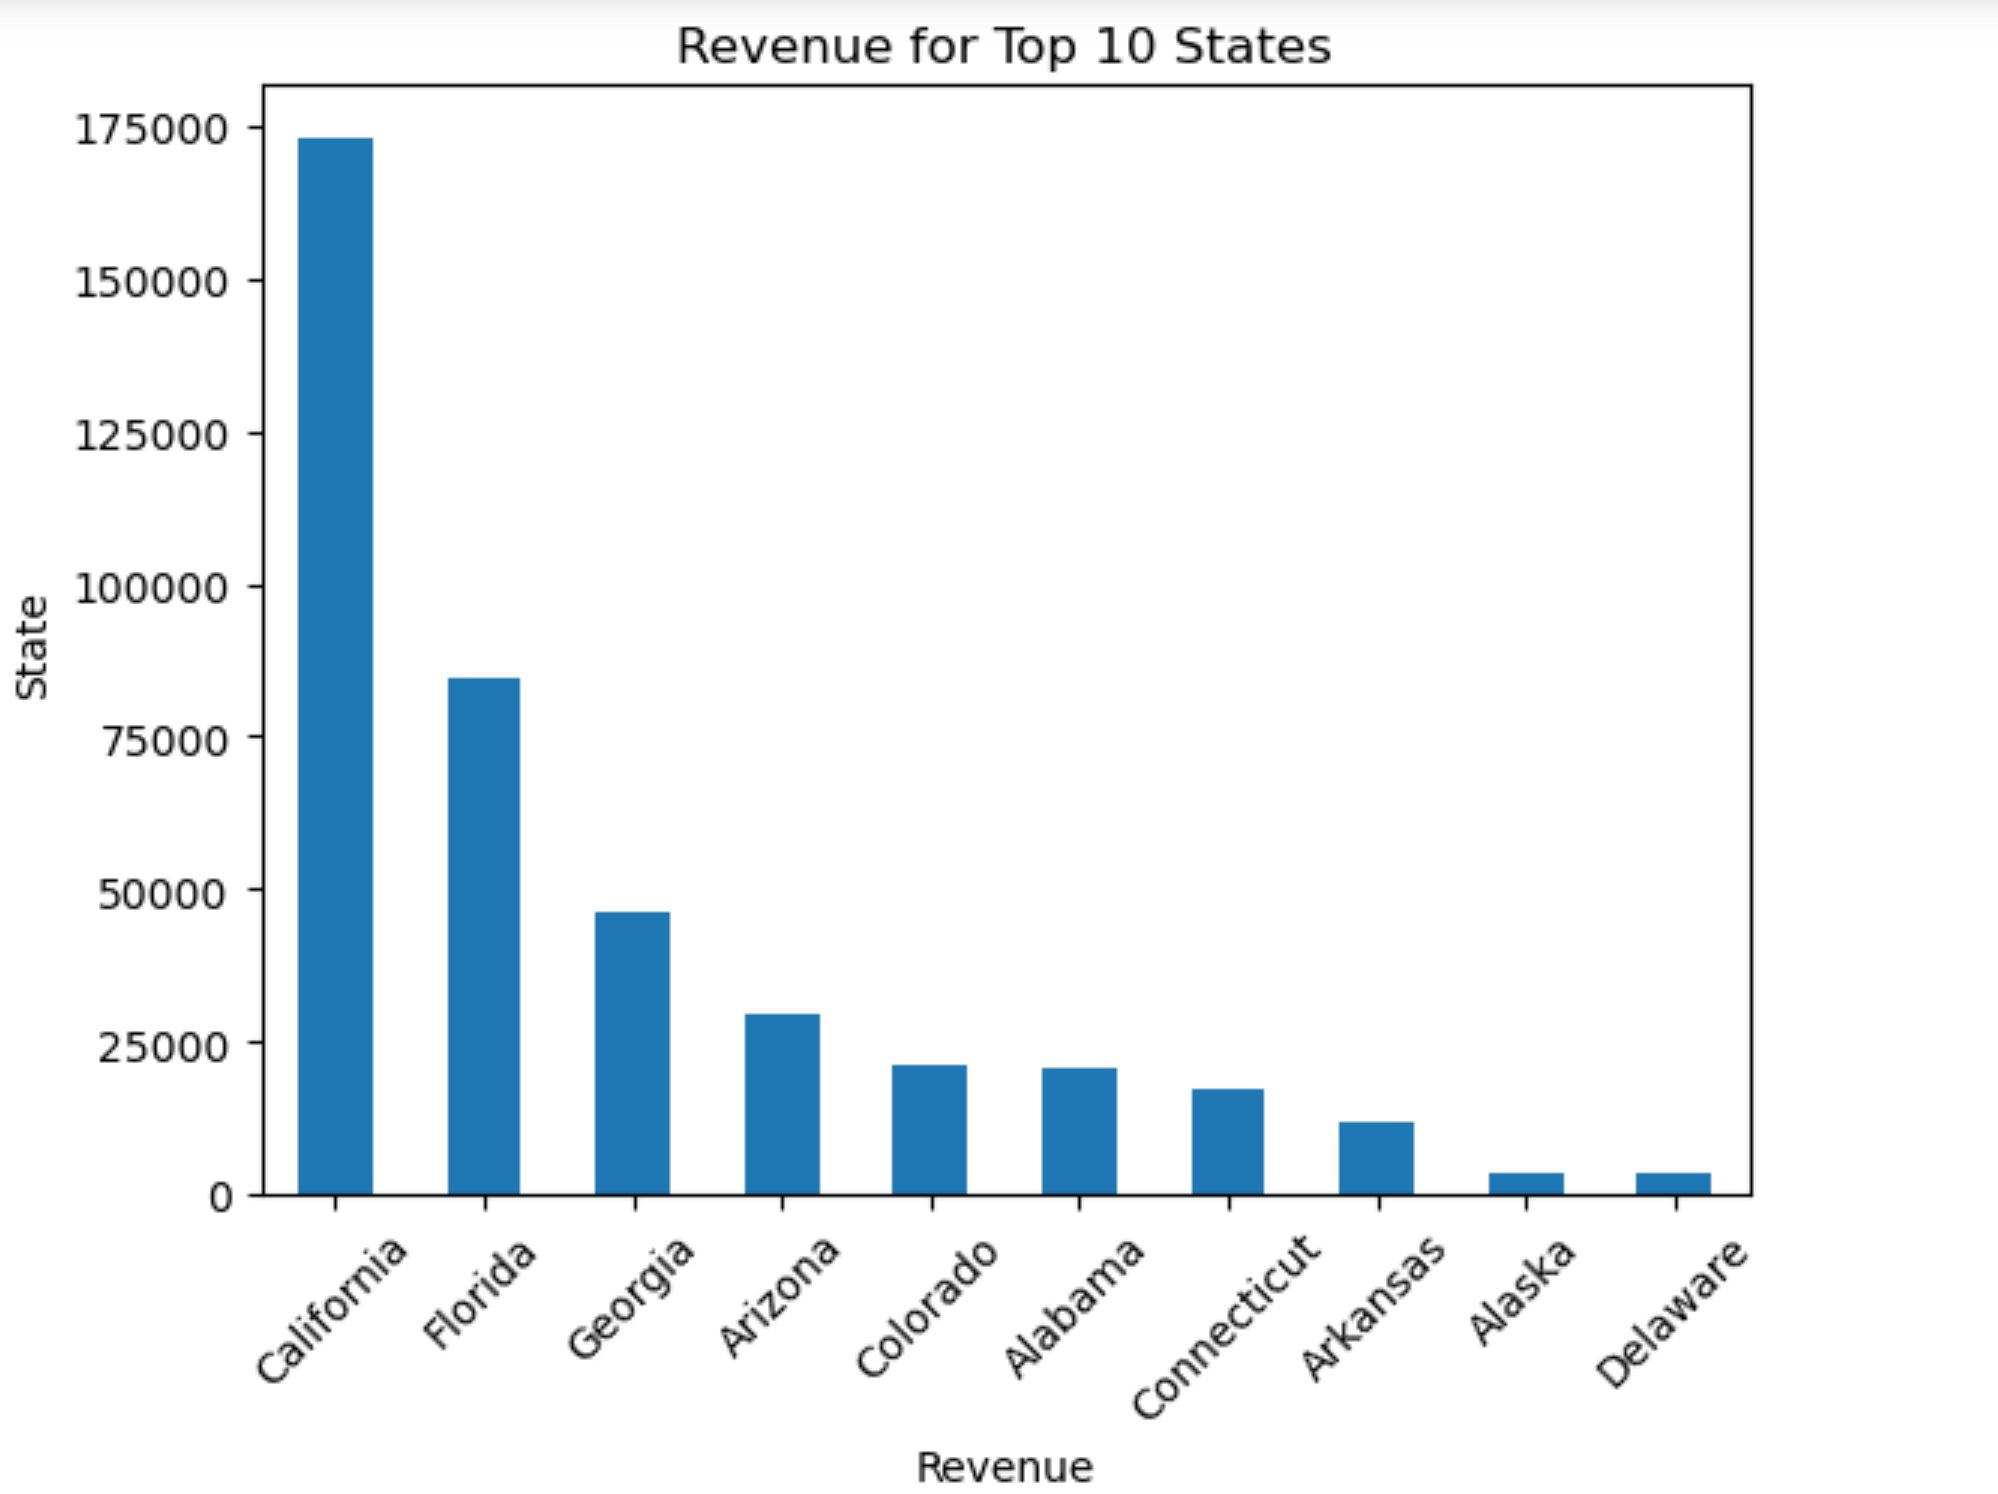 Revenue for Top 10 States
175000
150000
125000
100000
75000
50000
25000
0
State
California
Florida
Georgia
Arizona
Colorado
Alabama
Connecticut
Arkansas
Alaska
Delaware
Revenue